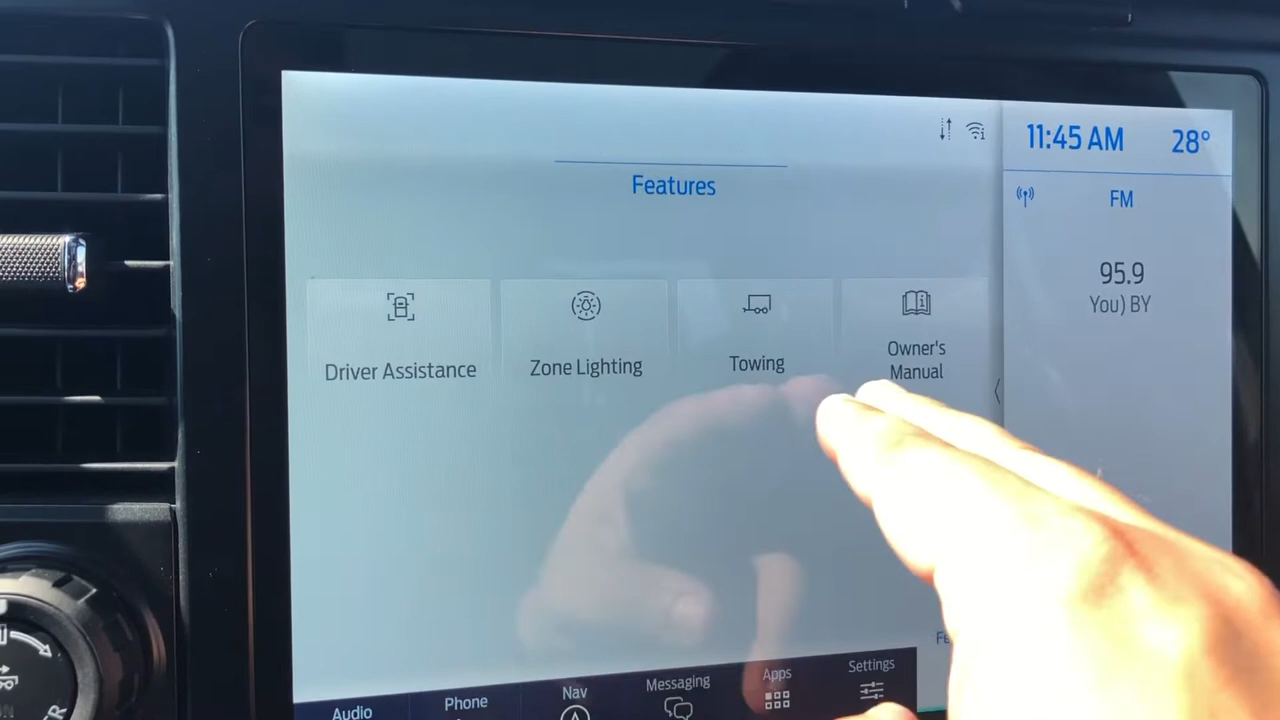 11:45 AM 28°
Features
FM
95.9
You) BY
Driver Assistance
Zone Lighting
Towing
Owner's
Manual
Audio
Phone
Nav
Messaging
Apps
Settings